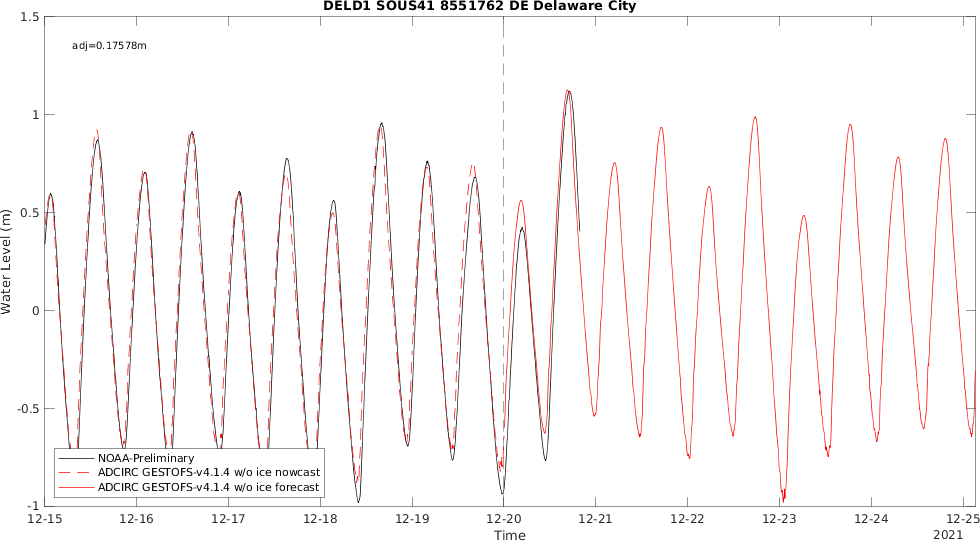 DELD1 SOUS41 8551762 DE Delaware City
adj=0.17578m
1.5
1
0.5
0
-0.5
-1
Water Level (m)
NOAA-Preliminary
ADCIRC GESTOFS-v4.1.4 w/o ice nowcast
ADCIRC GESTOFS-v4.1.4 w/o ice forecast
12-15 12-16 12-17 12-18 12-19 12-20 12-21 12-22 12-23 12-24 12-25
Time
2021